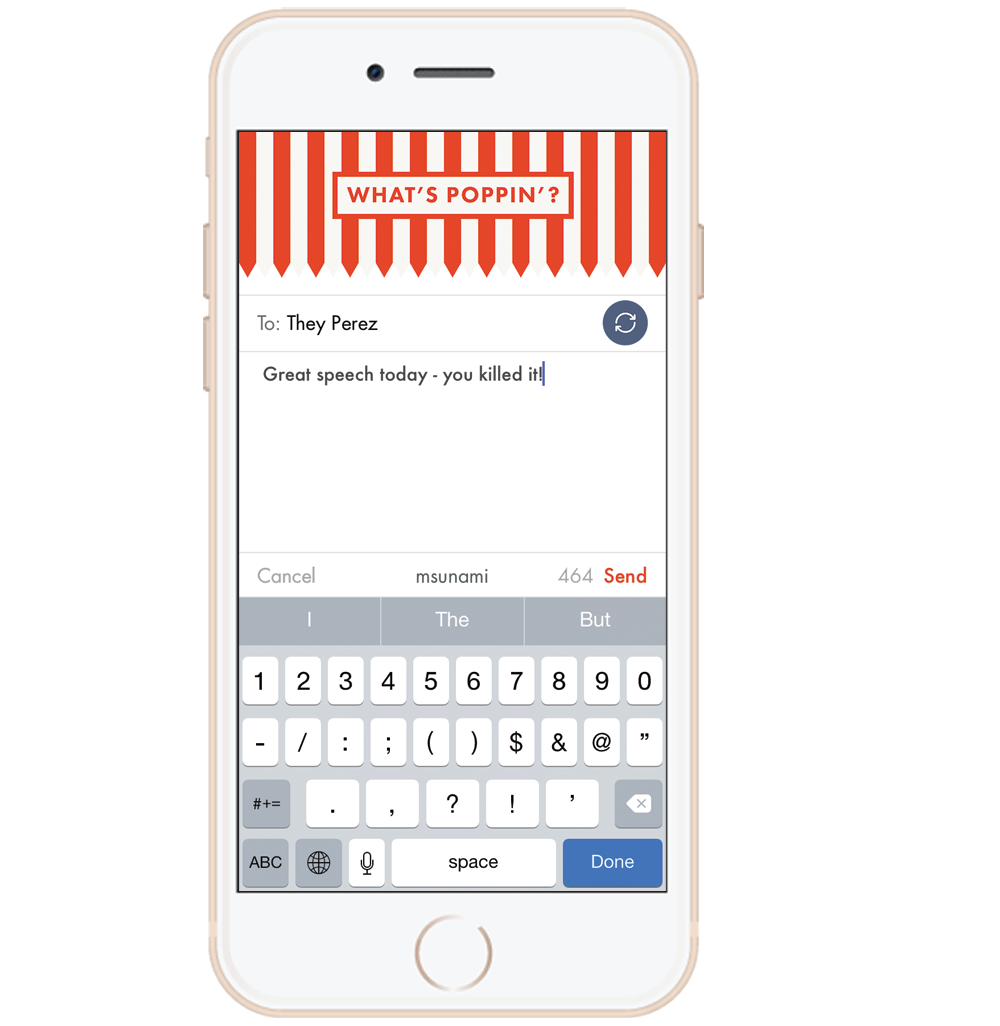 WHAT’S POPPIN’?
To: They Perez
Great speech today - you killed it!
Cancel msunami 464 Send
I The But
1 2 3 4 5 6 7 8 9 0
- / : ; ( ) $ & @ ”
#+= . , ? ! ’
ABC space Done